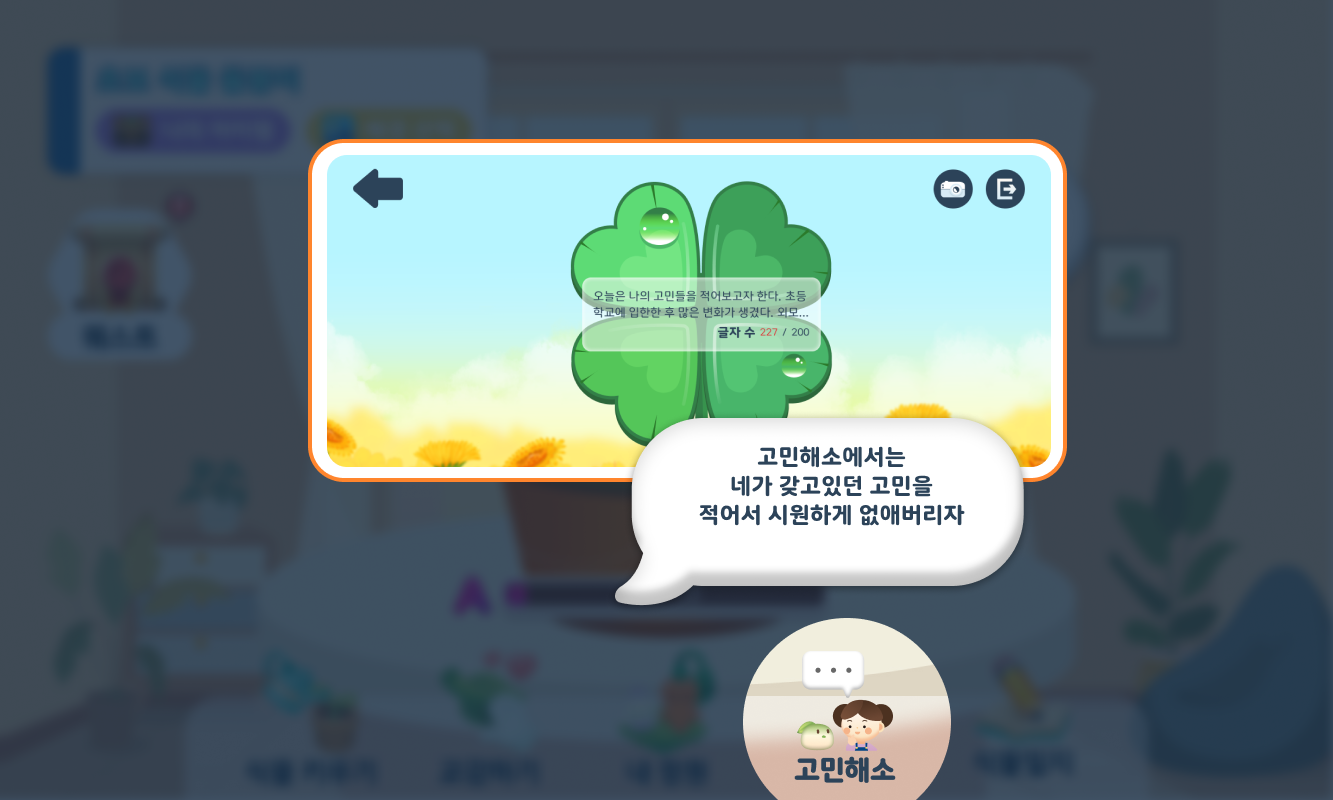 오늘은 나의 고민들을 적어보고자 한다. 초등
학교에 입한한 후 많은 변화가 생겼다. 외모...
글자 수 227 / 200
고민해소에서는
네가 갖고있던 고민을
적어서 시원하게 없애버리자
A
고민해소